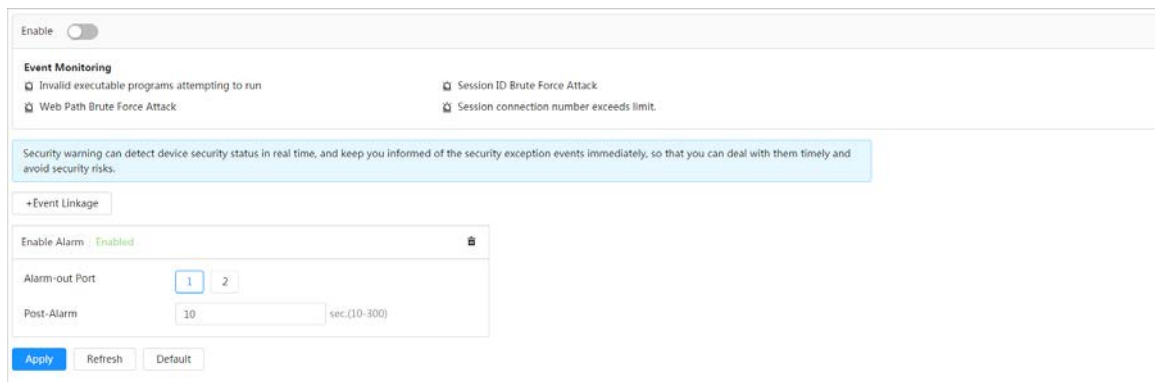 Enable
Event Monitoring
Invalid executable programs attempting to run
Session ID Brute Force Attack
Web Path Brute Force Attack
Session connection number exceeds limit.
Security warning can detect device security status in real time, and keep you informed of the security exception events immediately, so that you can deal with them timely and
avoid security risks.
+Event Linkage
Enable Alarm Enabled
Alarm-out Port 1 2
Post-Alarm 10 sec.(10-300)
Apply Refresh Default